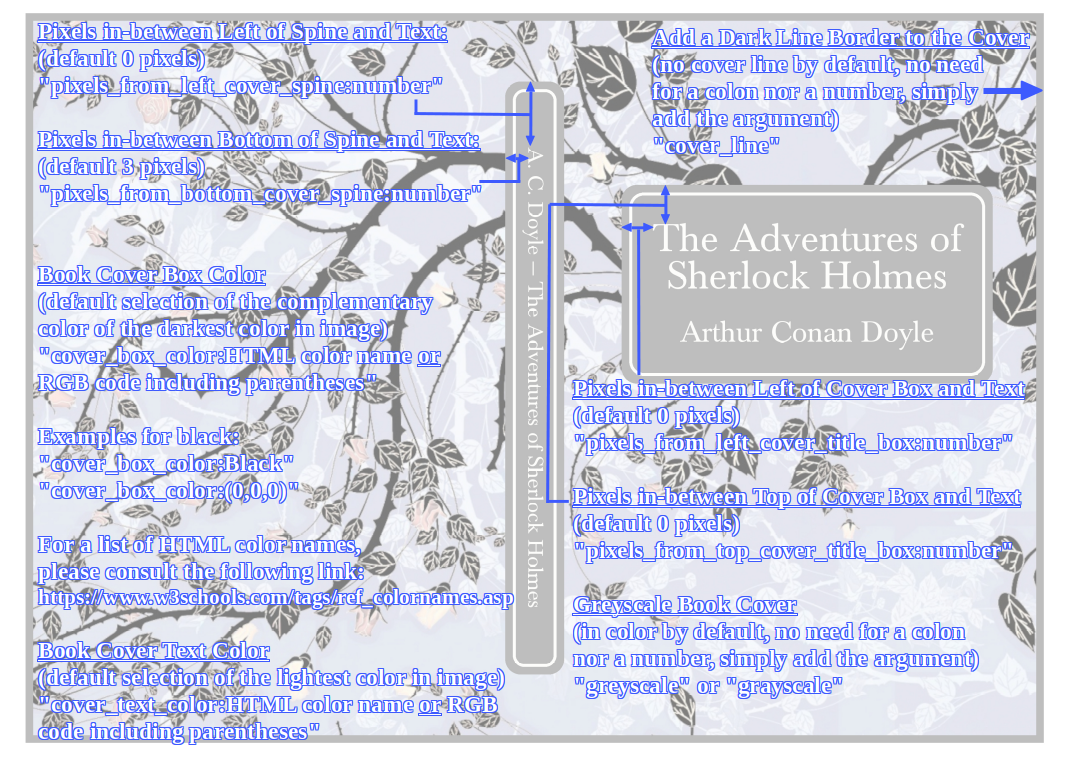 Pixels in-between Left of Spine and Text:
(default 0 pixels)
"pixels_from_left_cover_spine:number"
Pixels in-between Bottom of Spine and Text:
(default 3 pixels)
"pixels_from_bottom_cover_spine:number"
Book Cover Box Color
(default selection of the complementary
color of the darkest color in image)
"cover_box_color:HTML color name or
RGB code including parentheses"
Examples for black:
"cover_box_color:Black"
"cover_box_color:(0,0,0)"
For a list of HTML color names,
please consult the following link:
https://www.w3schools.com/tags/ref_colornames.asp
Book Cover Text Color
(default selection of the lightest color in image)
"cover_text_color:HTML color name or RGB
code including parentheses"
A. C. Doyle – The Adventures of Sherlock Holmes
Add a Dark Line Border to the Cover
(no cover line by default, no need
for a colon nor a number, simply
add the argument)
"cover_line"
The Adventures of
Sherlock Holmes
Arthur Conan Doyle
Pixels in-between Left of Cover Box and Text
(default 0 pixels)
"pixels_from_left_cover_title_box:number"
Pixels in-between Top of Cover Box and Text
(default 0 pixels)
"pixels_from_top_cover_title_box:number"
Greyscale Book Cover
(in color by default, no need for a colon
nor a number, simply add the argument)
"greyscale" or "grayscale"